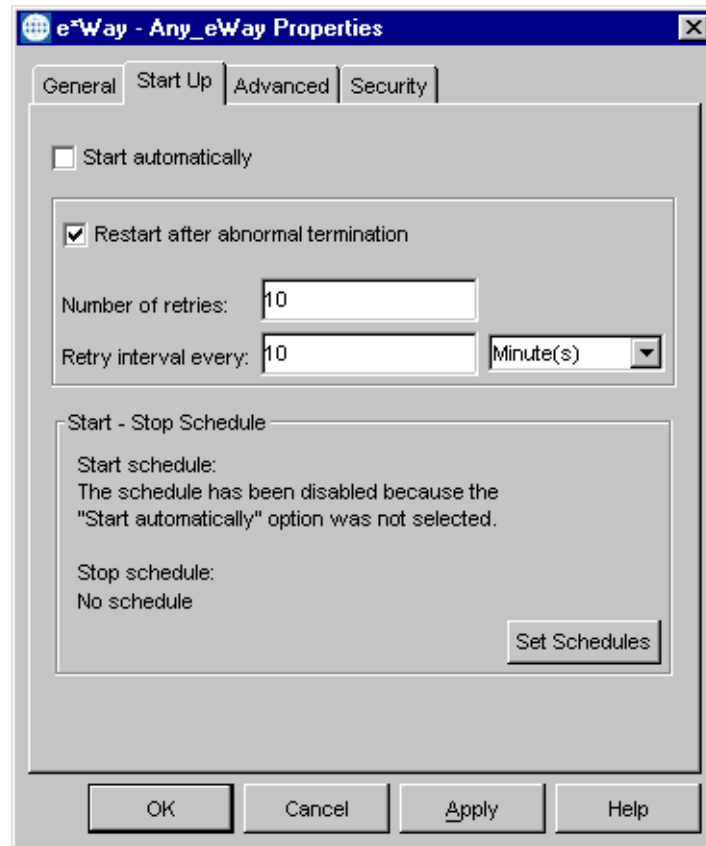 e*Way - Any_eWay Properties
General Start Up Advanced Security
Start automatically
Restart after abnormal termination
Number of retries: 10
Retry interval every: 10 Minute(s)
Start - Stop Schedule
Start schedule:
The schedule has been disabled because the
"Start automatically" option was not selected.
Stop schedule:
No schedule
Set Schedules
OK Cancel Apply Help